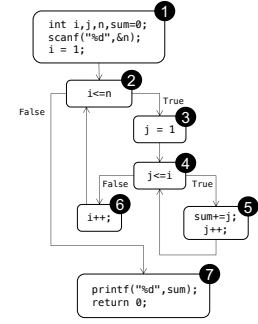 1
int i,j,n,sum=0;
scanf("%d",&n);
i = 1;
2
i<=n
False
True
3
j = 1
4
j<=i
False
True
5
sum+=j;
j++;
6
i++;
7
printf("%d",sum);
return 0;